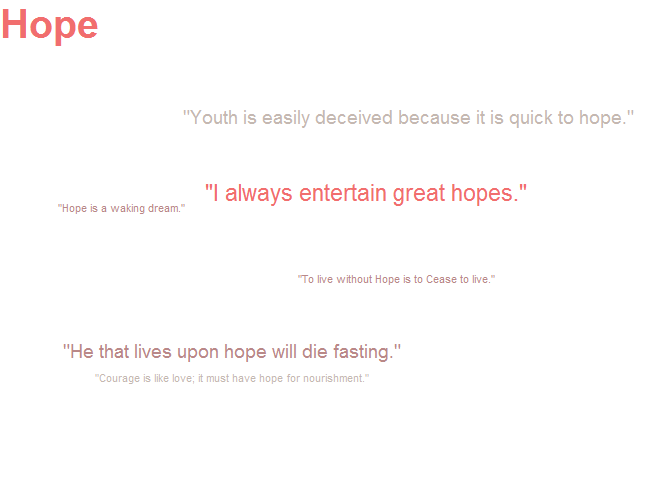 Hope
"Youth is easily deceived because it is quick to hope."
"I always entertain great hopes."
"Hope is a waking dream."
"To live without Hope is to Cease to live."
"He that lives upon hope will die fasting."
"Courage is like love; it must have hope for nourishment."